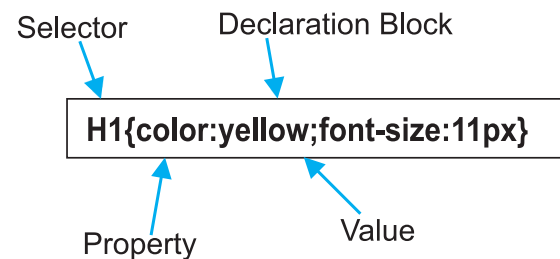 Selector
Declaration Block
H1{color:yellow;font-size:11px}
Property
Value